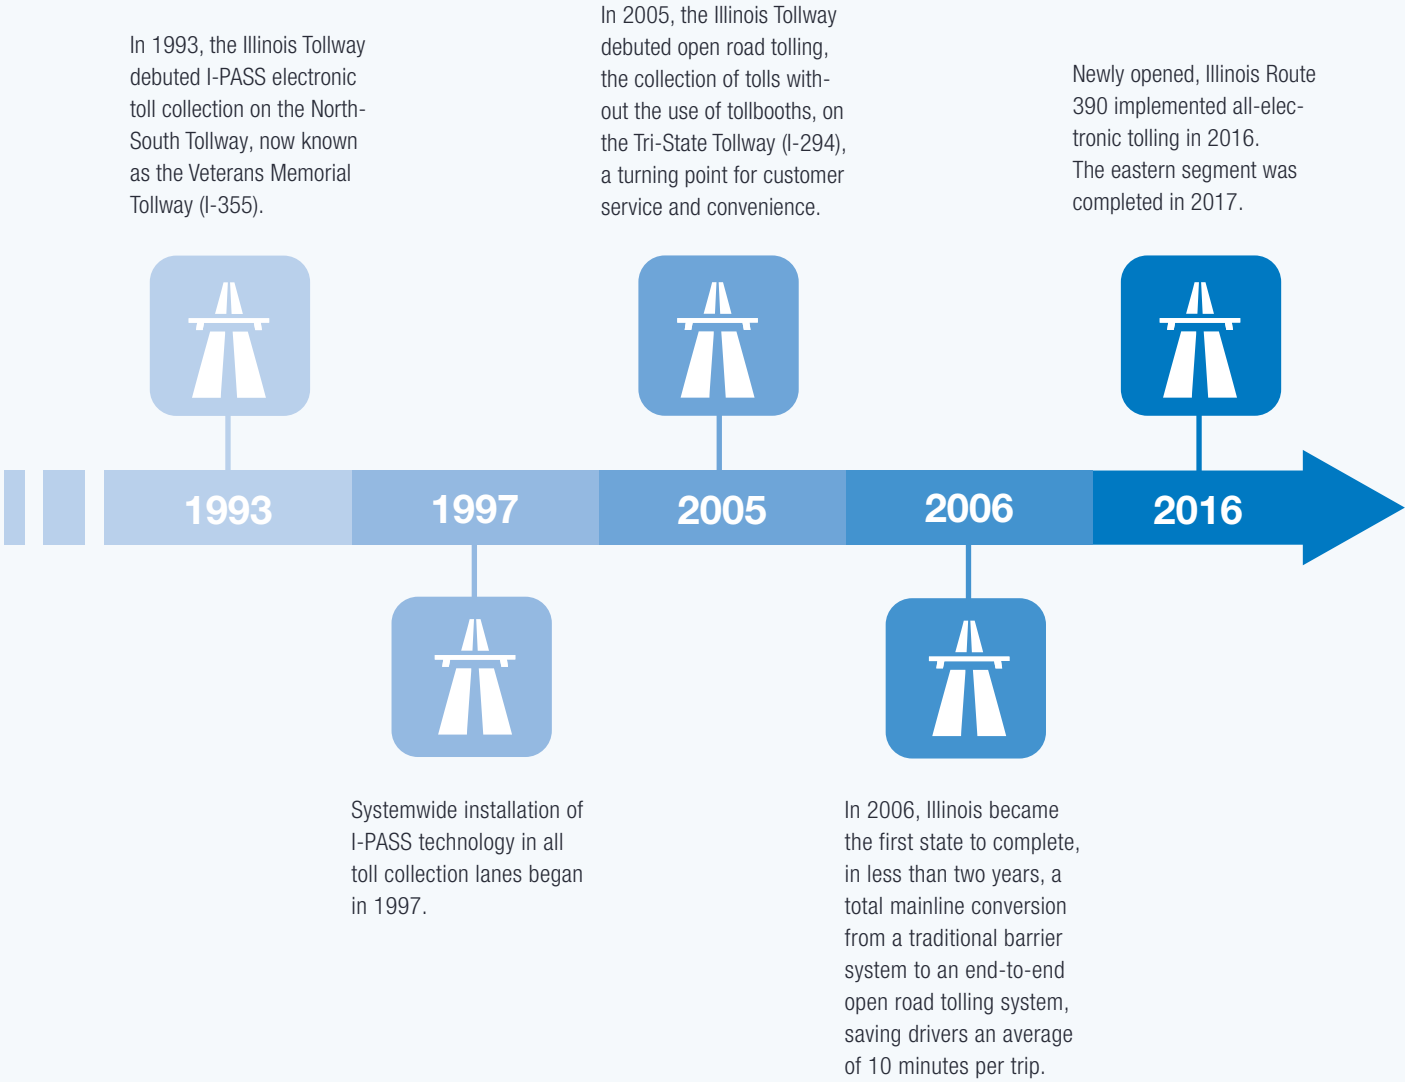 In 1993, the Illinois Tollway
debuted I-PASS electronic
toll collection on the North-
South Tollway, now known
as the Veterans Memorial
Tollway (I-355).
In 2005, the Illinois Tollway
debuted open road tolling,
the collection of tolls with-
out the use of tollbooths, on
the Tri-State Tollway (I-294),
a turning point for customer
service and convenience.
Newly opened, Illinois Route
390 implemented all-elec-
tronic tolling in 2016.
The eastern segment was
completed in 2017.
1993
1997
2005
2006
2016
Systemwide installation of
I-PASS technology in all
toll collection lanes began
in 1997.
In 2006, Illinois became
the first state to complete,
in less than two years, a
total mainline conversion
from a traditional barrier
system to an end-to-end
open road tolling system,
saving drivers an average
of 10 minutes per trip.